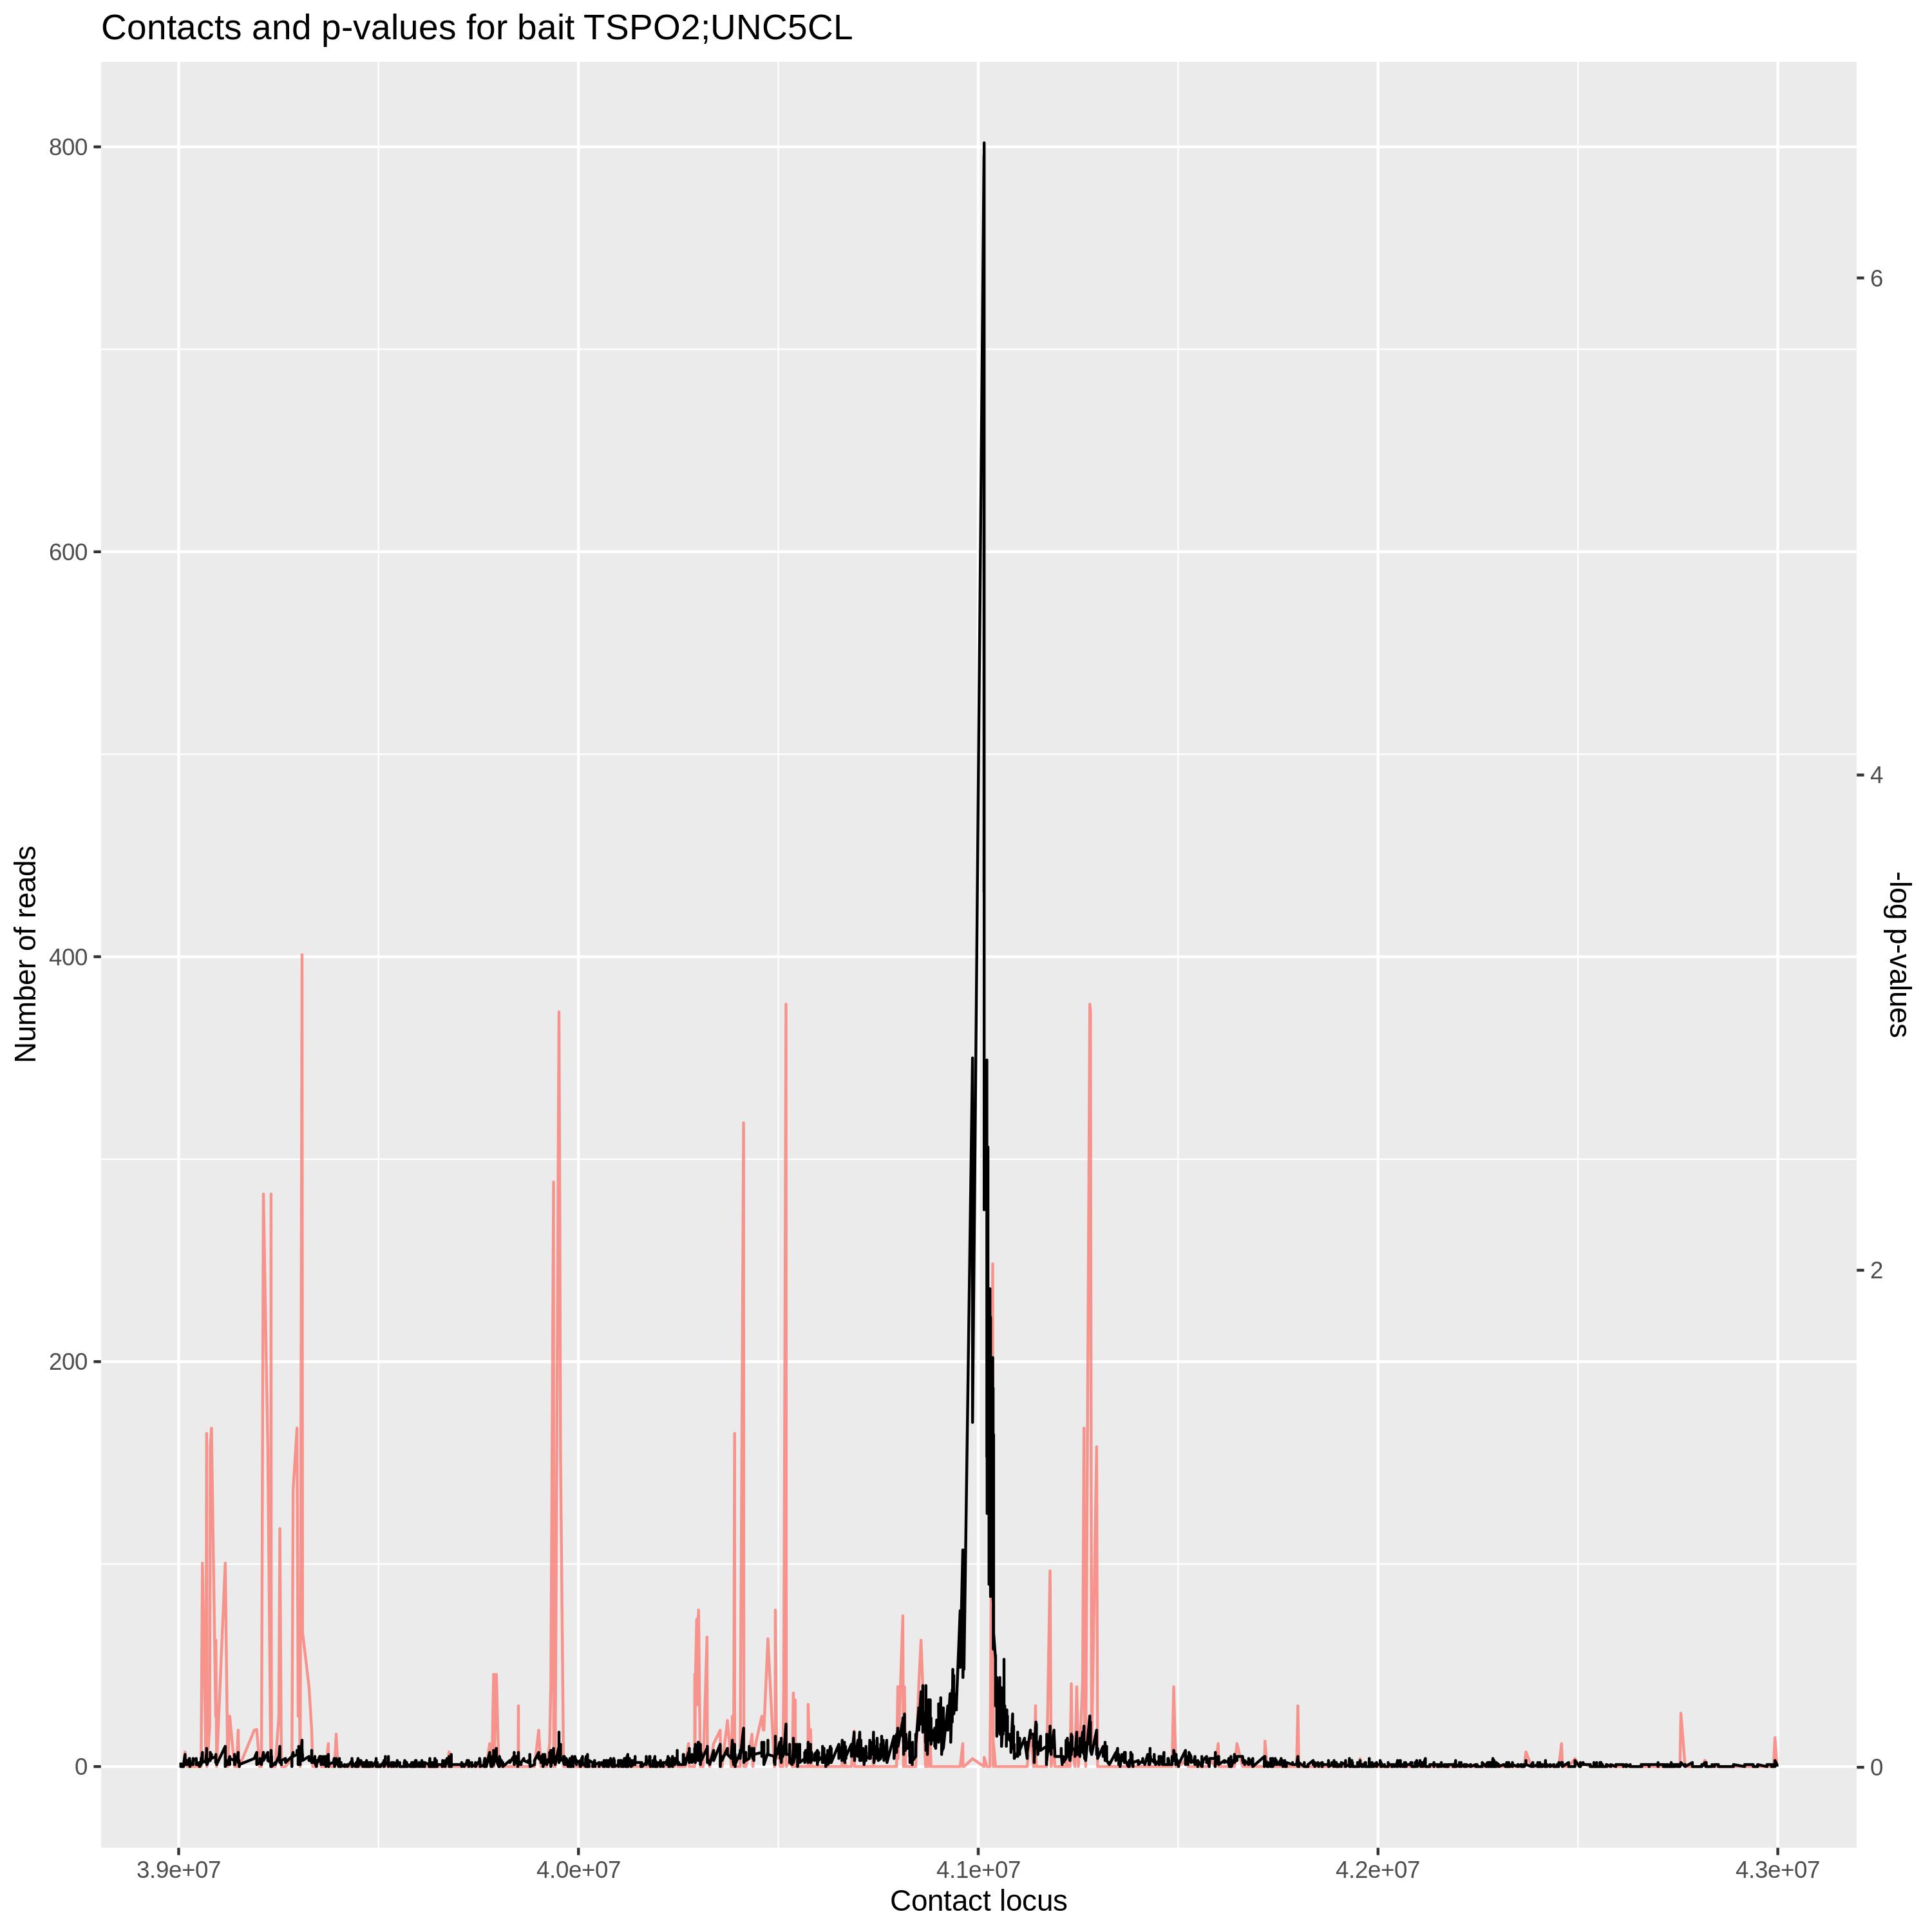 Contacts and p-values for bait TSPO2;UNC5CL
800
600
400
200
0
Number of reads
6
4
2
0
-log p-values
3.9e+07 4.0e+07 4.1e+07 4.2e+07 4.3e+07
Contact locus